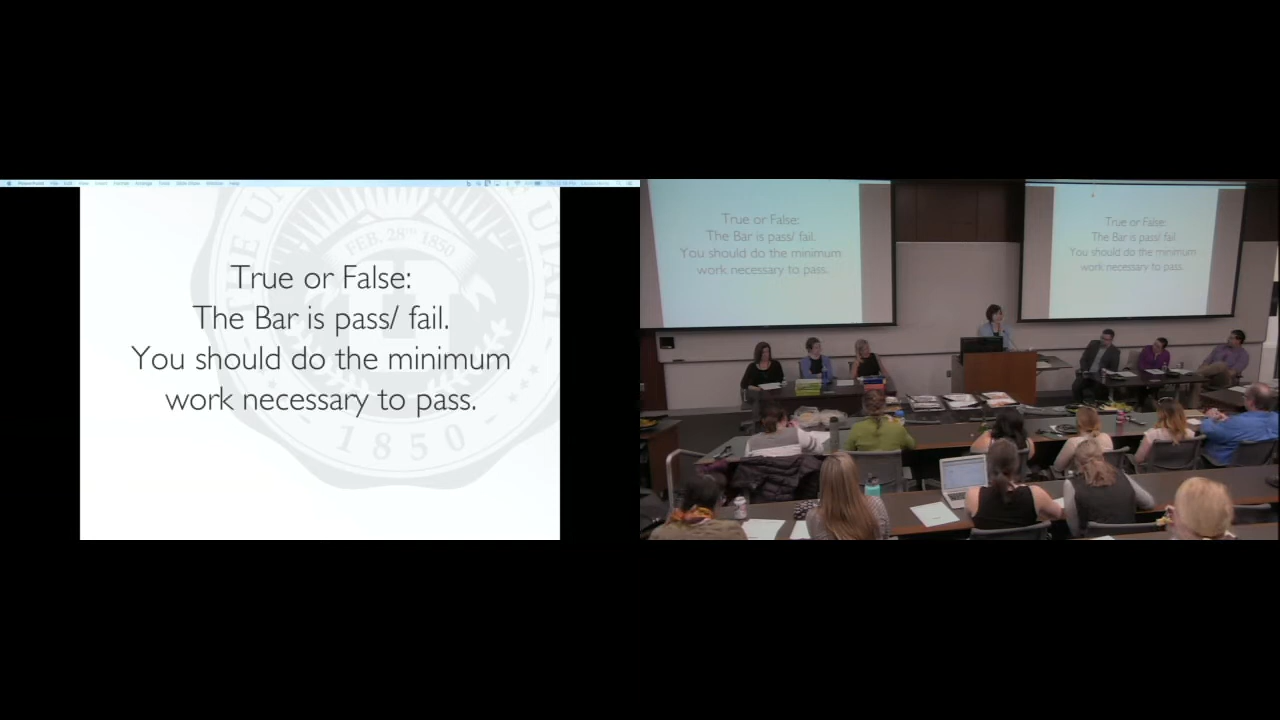 True or False:
The Bar is pass/ fail.
You should do the minimum
work necessary to pass.
FEB. 28TH 1850
1850
True or False:
The Bar is pass/ fail.
You should do the minimum
work necessary to pass.
True or False:
The Bar is pass/ fail
You should do the minimum
work necessary to pass.